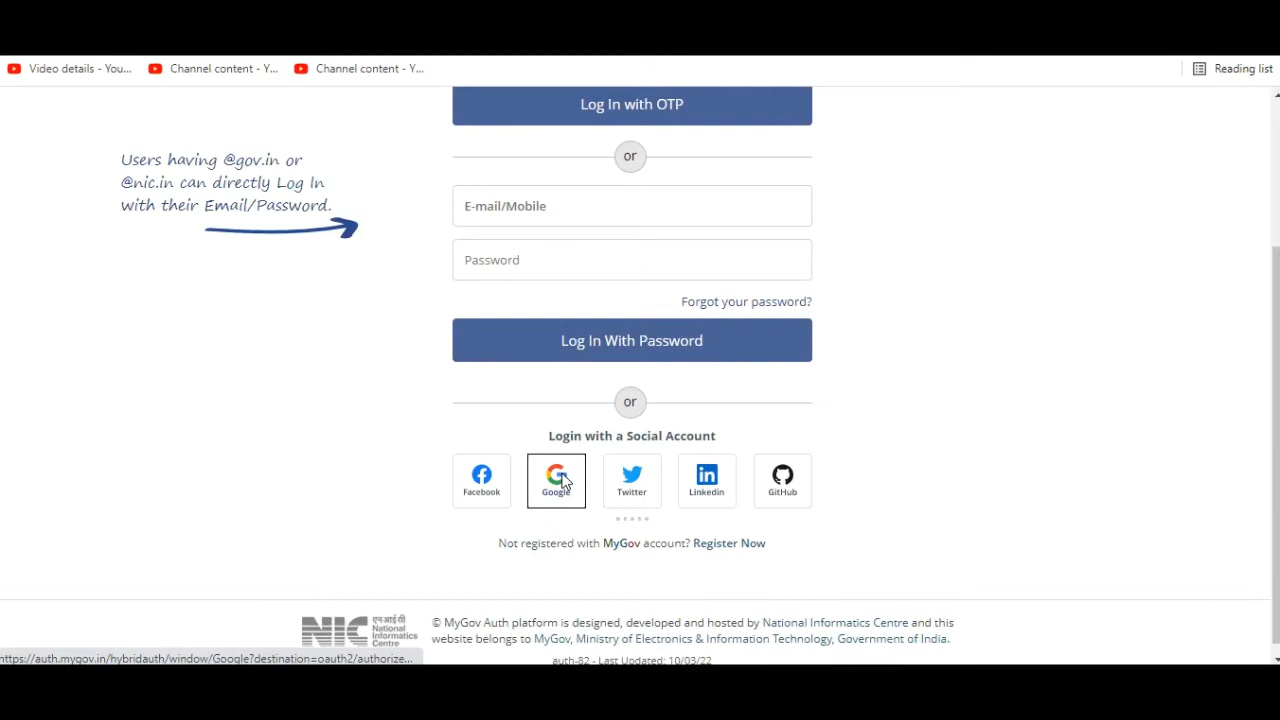 Video details - You...
Channel content - Y...
Channel content - Y...
Reading list
Log In with OTP
Users having @gov.in or
@nic.in can directly Log In
with their Email/Password.
or
E-mail/Mobile
Password
Forgot your password?
Log In With Password
or
Login with a Social Account
Facebook
Google
Twitter
Linkedin
GitHub
Not registered with MyGov account? Register Now
NIC
एन आई सी
National
Informatics
Centre
© MyGov Auth platform is designed, developed and hosted by National Informatics Centre and this
website belongs to MyGov, Ministry of Electronics & Information Technology, Government of India.
https://auth.mygov.in/hybridauth/window/Google?destination=oauth2/authorize...
auth-82 - Last Updated: 10/03/22